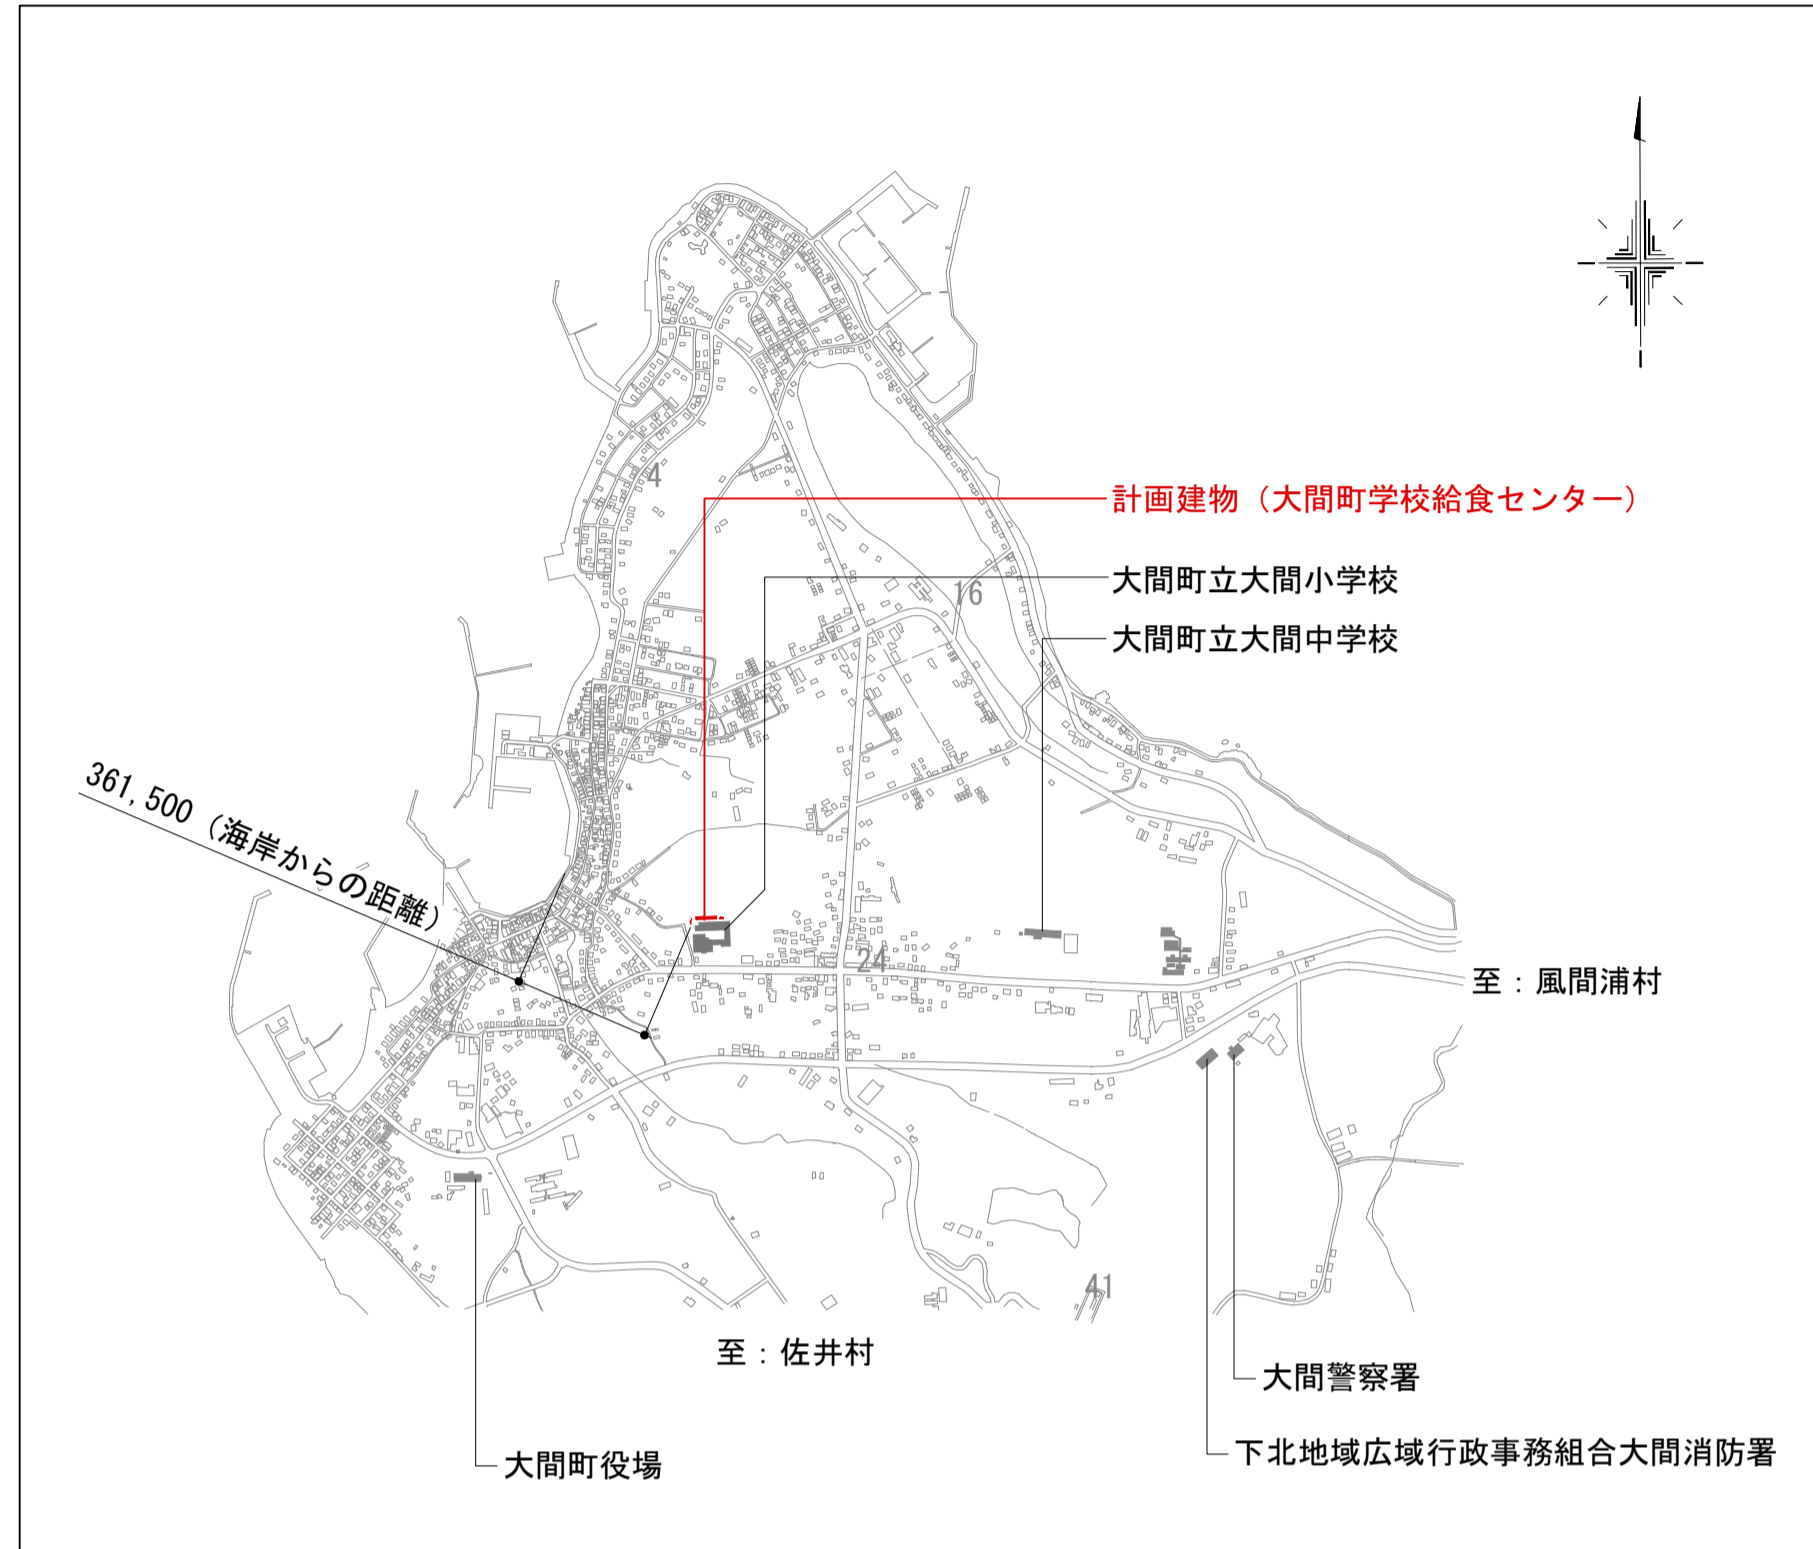 4
計画建物（大間町学校給食センター）
大間町立大間小学校
16
大間町立大間中学校
361,500（海岸からの距離）
24
至：風間浦村
41
至：佐井村
大間警察署
下北地域広域行政事務組合大間消防署
大間町役場